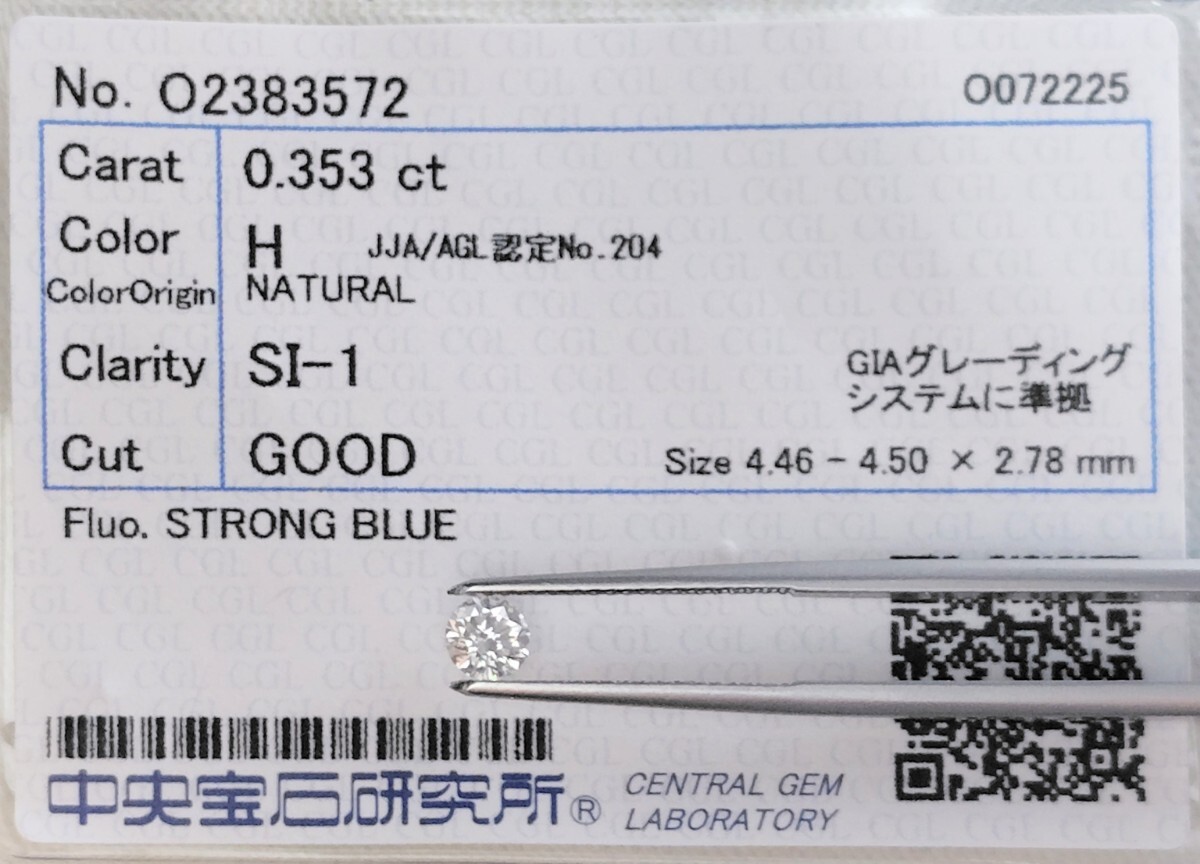 No. O2383572
O072225
Carat 0.353 ct
Color H JJA/AGL認定No.204
ColorOrigin NATURAL
Clarity SI-1
GIAグレーディング
システムに準拠
Cut GOOD
Size 4.46 - 4.50 × 2.78 mm
Fluo. STRONG BLUE
中央宝石研究所®
CENTRAL GEM
LABORATORY